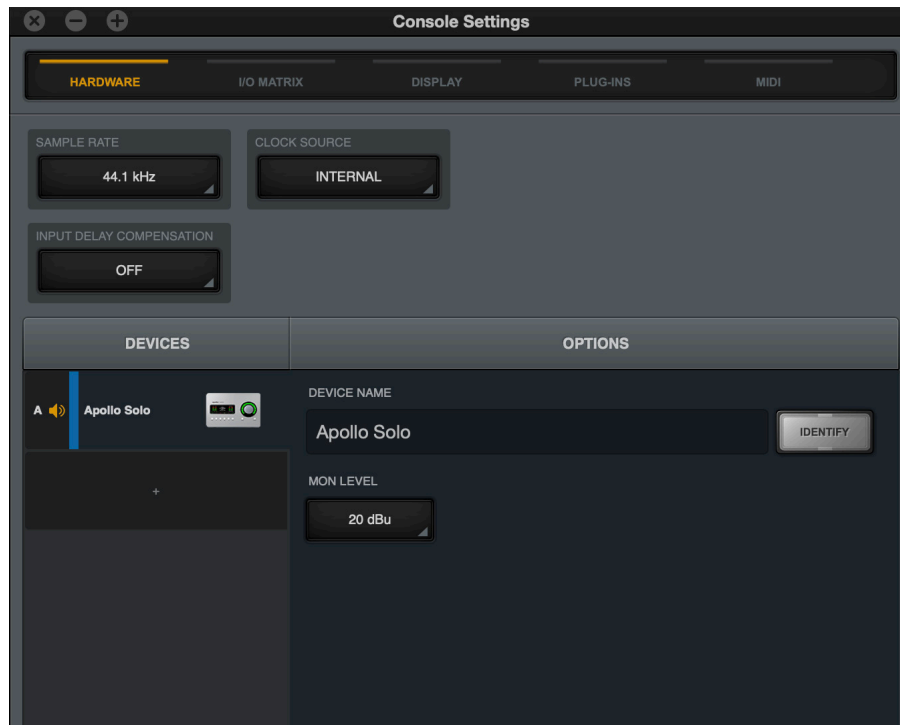 Console Settings
HARDWARE
I/O MATRIX
DISPLAY
PLUG-INS
MIDI
SAMPLE RATE
CLOCK SOURCE
44.1 kHz
INTERNAL
INPUT DELAY COMPENSATION
OFF
DEVICES
OPTIONS
A
Apollo Solo
DEVICE NAME
Apollo Solo
IDENTIFY
+
MON LEVEL
20 dBu